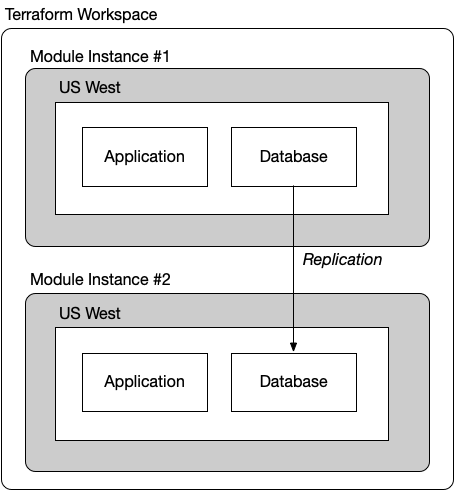 Terraform Workspace
Module Instance #1
US West
Application
Database
Replication
Module Instance #2
US West
Application
Database